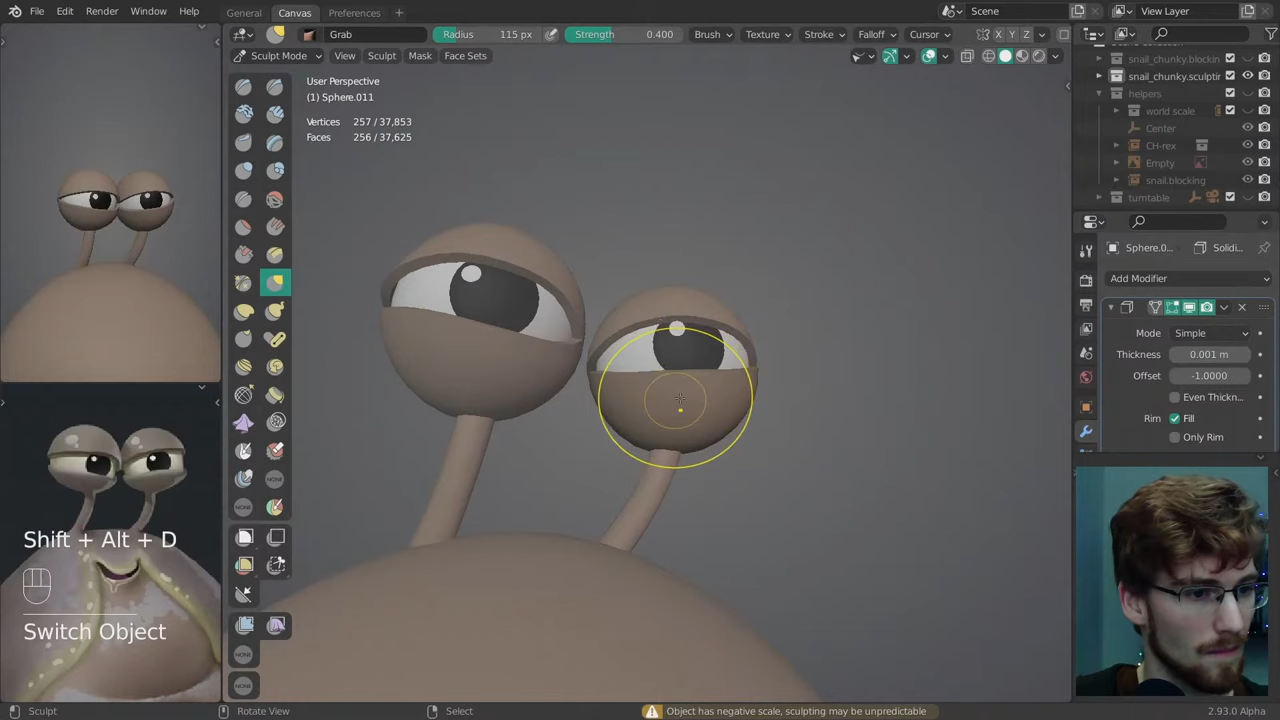 File Edit Render Window Help General Canvas Preferences + Scene View Layer
Grab Radius 115 px Strength 0.400 Brush Texture Stroke Falloff Cursor X Y Z
Sculpt Mode View Sculpt Mask Face Sets
User Perspective
(1) Sphere.011
Vertices 257 / 37,853
Faces 256 / 37,625
NONE
NONE
NONE
NONE
snail_chunky.blockin
snail_chunky.sculptin
helpers
world scale
Center
CH-rex
Empty
snail.blocking
turntable
Sphere.0... Solidi...
Add Modifier
Mode Simple
Thickness 0.001 m
Offset -1.0000
Even Thickn...
Rim Fill
Only Rim
Shift + Alt + D
Switch Object
Sculpt Rotate View Select Object has negative scale, sculpting may be unpredictable 2.93.0 Alpha